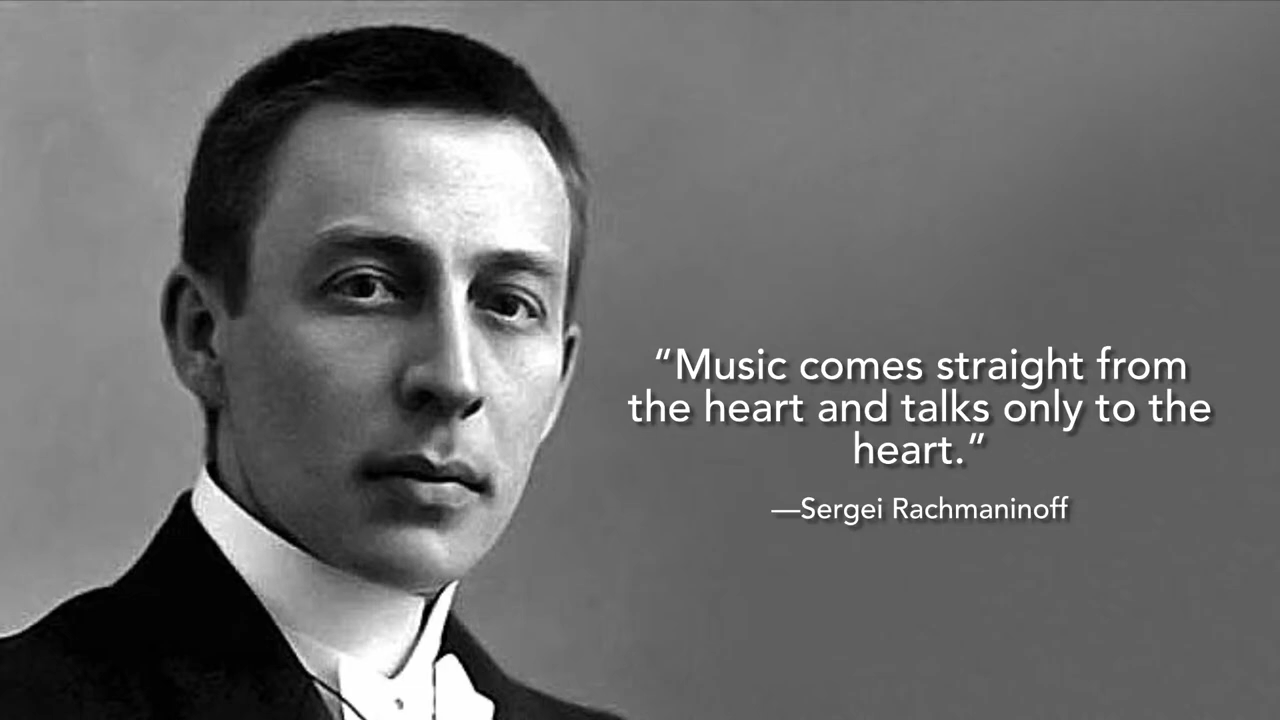 “Music comes straight from
the heart and talks only to the
heart.”
—Sergei Rachmaninoff